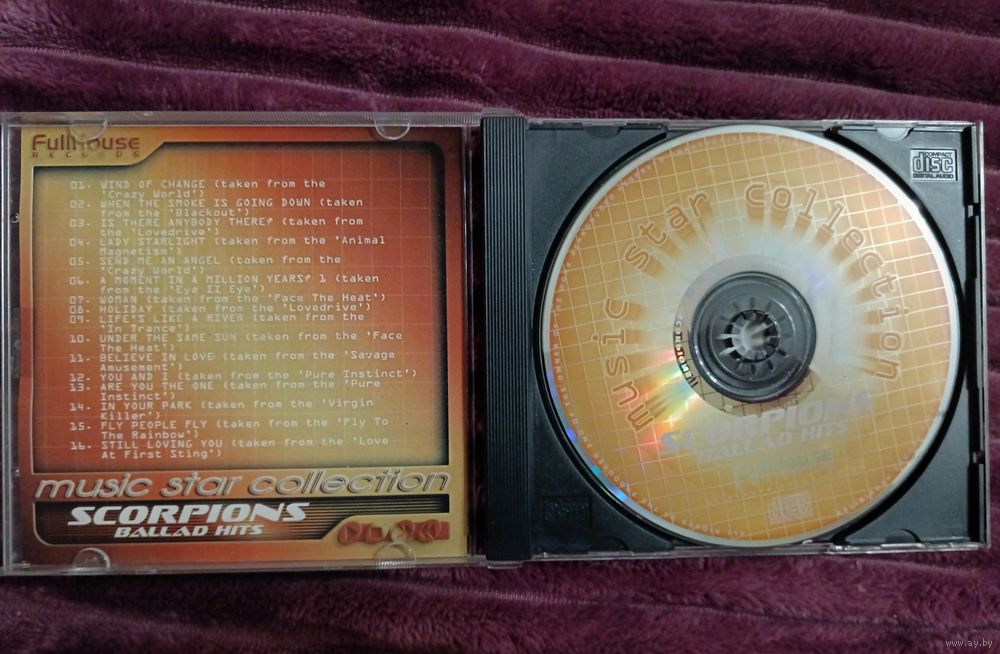 FullHouse
RECORDS
01. WIND OF CHANGE (taken from the
'Crazy World')
02. WHEN THE SMOKE IS GOING DOWN (taken
from the 'Blackout')
03. IS THERE ANYBODY THERE? (taken from
the 'Lovedrive')
04. LADY STARLIGHT (taken from the 'Animal
Magnetism')
05. SEND ME AN ANGEL (taken from the
'Crazy World')
06. A MOMENT IN A MILLION YEARS? 1 (taken
from the 'Eye II Eye')
07. WOMAN (taken from the 'Face The Heat')
08. HOLIDAY (taken from the 'Lovedrive')
09. LIFE'S LIKE A RIVER (taken from the
'In Trance')
10. UNDER THE SAME SUN (taken from the 'Face
The Heat')
11. BELIEVE IN LOVE (taken from the 'Savage
Amusement')
12. YOU AND I (taken from the 'Pure Instinct')
13. ARE YOU THE ONE (taken from the 'Pure
Instinct')
14. IN YOUR PARK (taken from the 'Virgin
Killer')
15. FLY PEOPLE FLY (taken from the 'Fly To
The Rainbow')
16. STILL LOVING YOU (taken from the 'Love
At First Sting')
music star collection
SCORPIONS
BALLAD HITS
COMPACT
disc
DIGITAL AUDIO
music star collection
SCORPIONS
BALLAD HITS
disc
www.ay.by